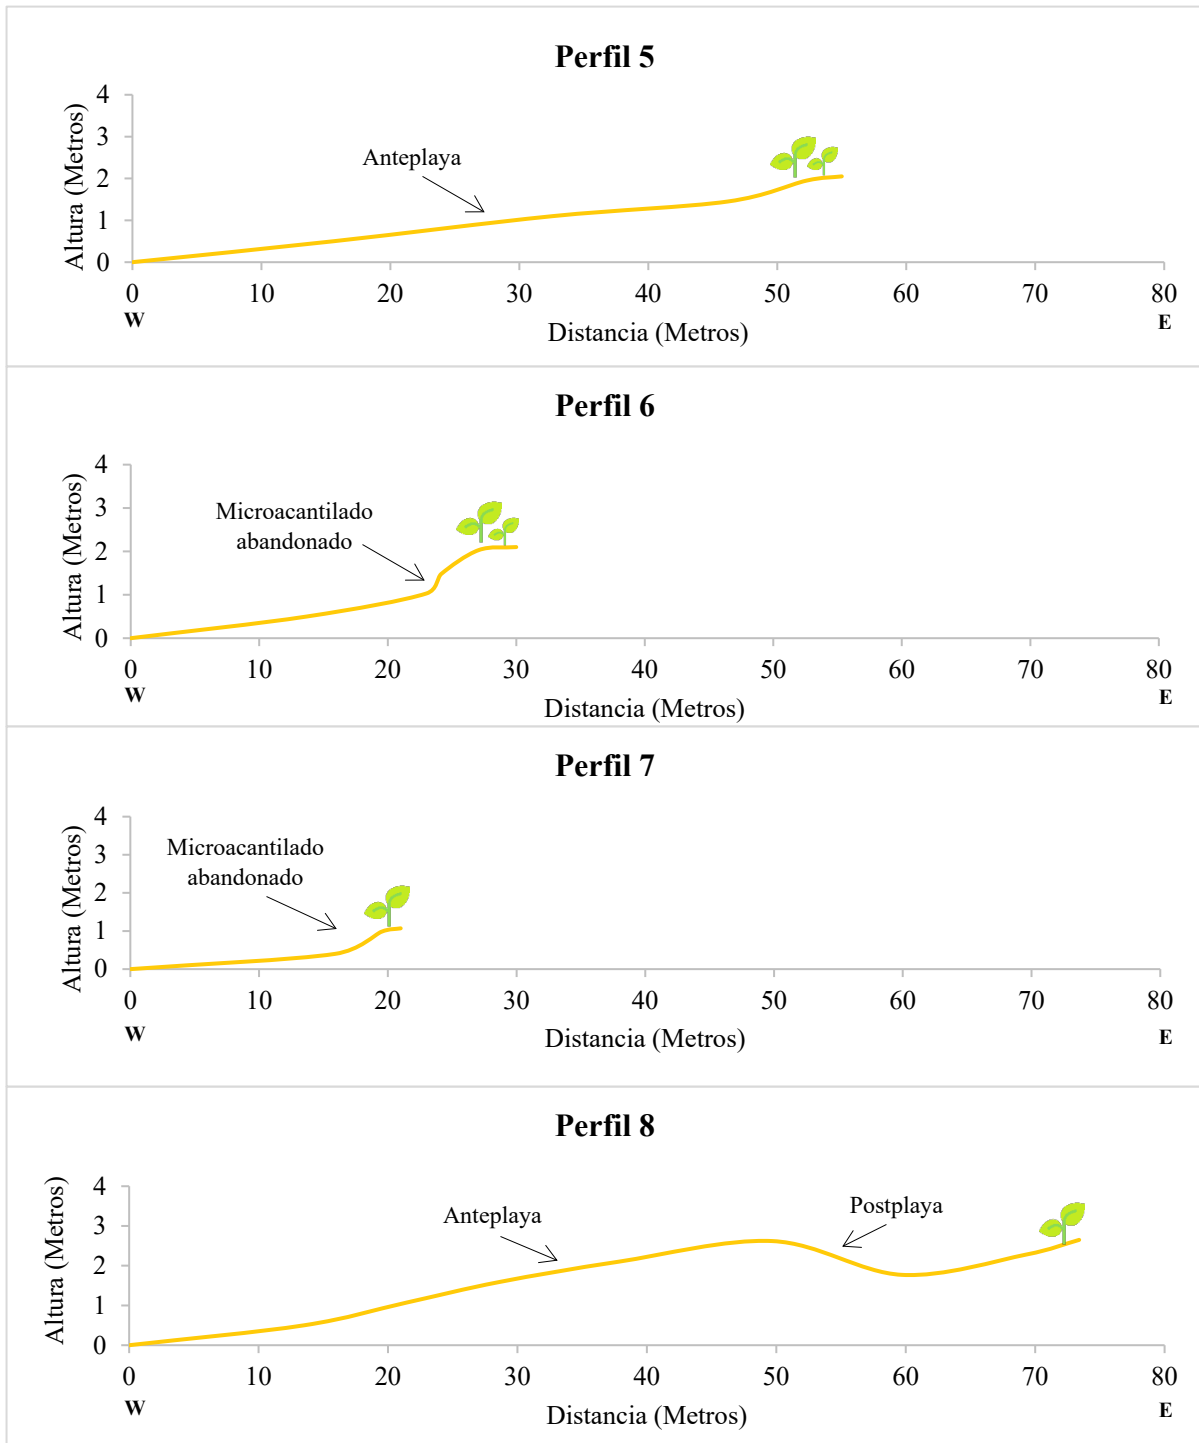 Perfil 5
Altura (Metros)
4
3
2
1
0
Anteplaya
0 10 20 30 40 50 60 70 80
W E
Distancia (Metros)
Perfil 6
Altura (Metros)
4
3
2
1
0
Microacantilado
abandonado
0 10 20 30 40 50 60 70 80
W E
Distancia (Metros)
Perfil 7
Altura (Metros)
4
3
2
1
0
Microacantilado
abandonado
0 10 20 30 40 50 60 70 80
W E
Distancia (Metros)
Perfil 8
Altura (Metros)
4
3
2
1
0
Anteplaya
Postplaya
0 10 20 30 40 50 60 70 80
W E
Distancia (Metros)